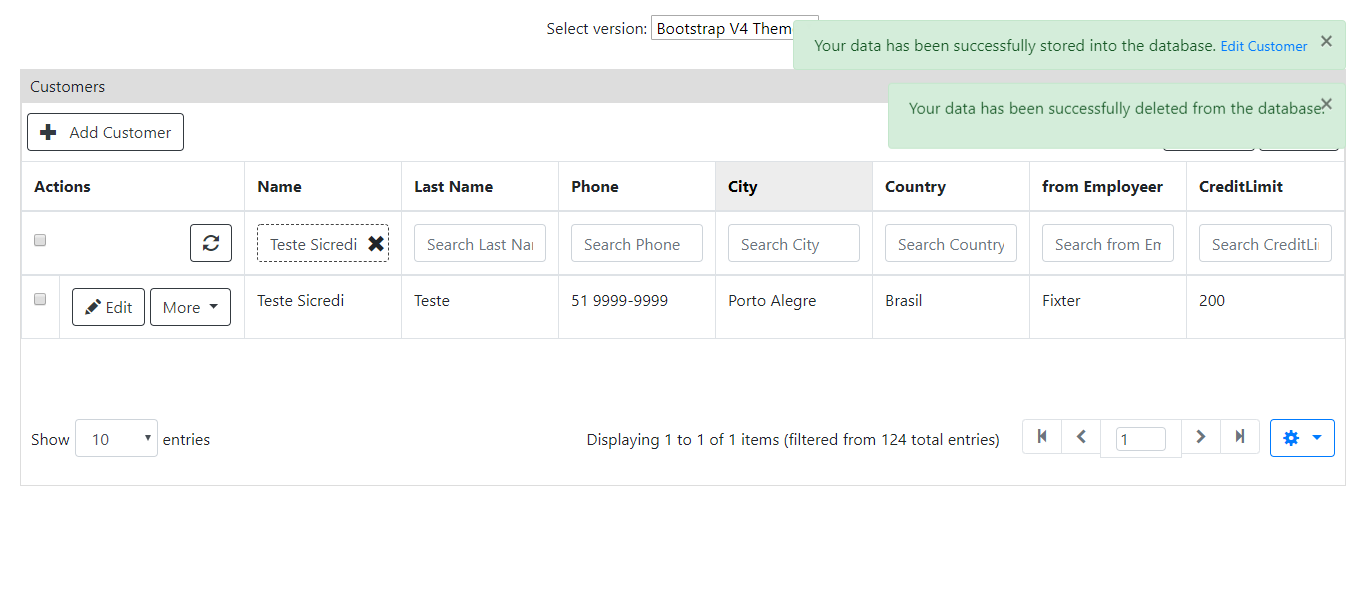 Select version: Bootstrap V4 Them
Your data has been successfully stored into the database. Edit Customer ×
Customers
Your data has been successfully deleted from the database. ×
Add Customer
Actions Name Last Name Phone City Country from Employeer CreditLimit
Teste Sicredi Search Last Nar Search Phone Search City Search Country Search from Em Search CreditLi
Edit More Teste Sicredi Teste 51 9999-9999 Porto Alegre Brasil Fixter 200
Show 10 entries Displaying 1 to 1 of 1 items (filtered from 124 total entries) 1